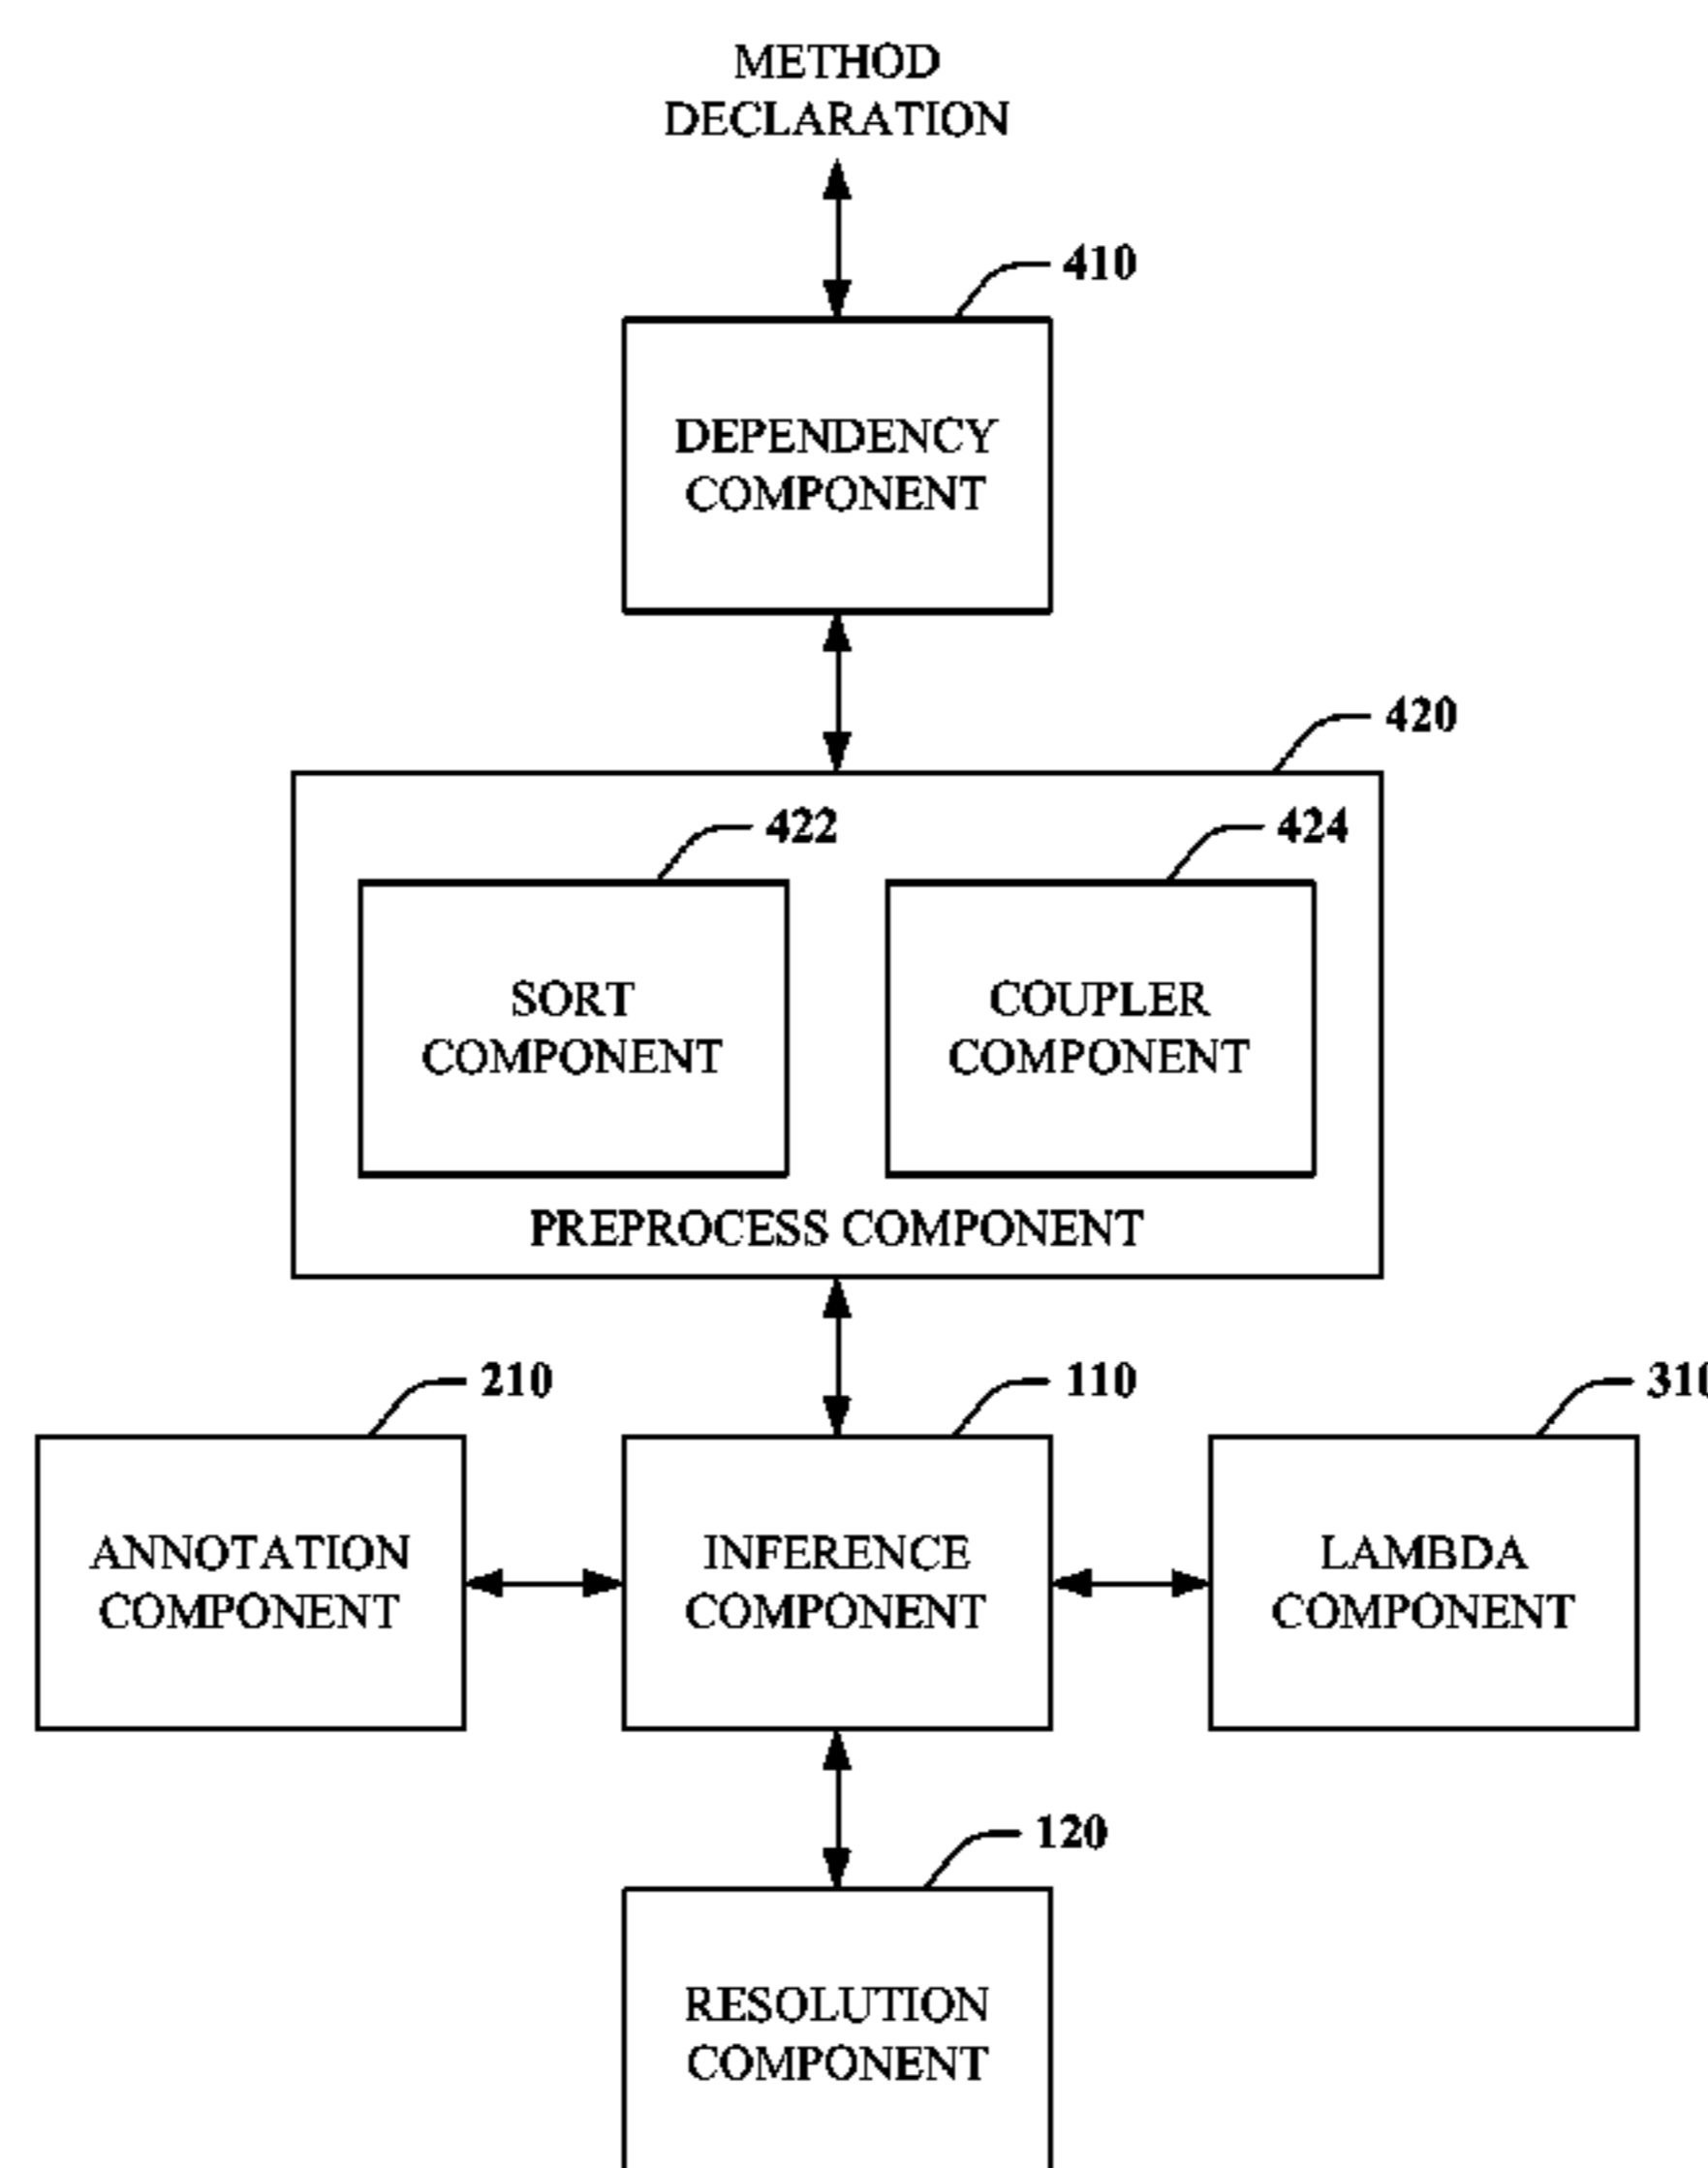 METHOD
DECLARATION
410
DEPENDENCY
COMPONENT
420
422
424
SORT
COMPONENT
COUPLER
COMPONENT
PREPROCESS COMPONENT
210
110
310
ANNOTATION
COMPONENT
INFERENCE
COMPONENT
LAMBDA
COMPONENT
120
RESOLUTION
COMPONENT